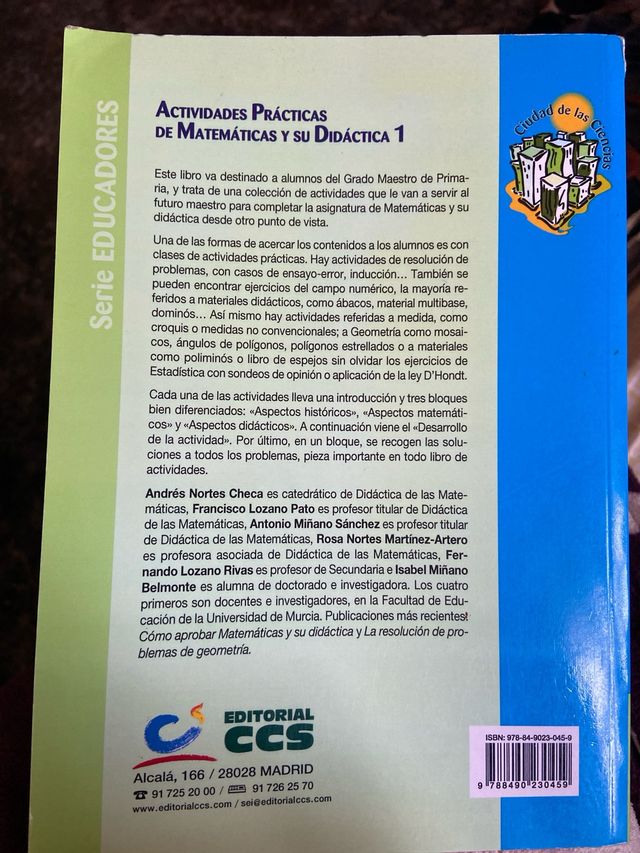 Serie EDUCADORES
ACTIVIDADES PRÁCTICAS
DE MATEMÁTICAS Y SU DIDÁCTICA 1
Ciudad de las Ciencias
Este libro va destinado a alumnos del Grado Maestro de Prima-
ria, y trata de una colección de actividades que le van a servir al
futuro maestro para completar la asignatura de Matemáticas y su
didáctica desde otro punto de vista.
Una de las formas de acercar los contenidos a los alumnos es con
clases de actividades prácticas. Hay actividades de resolución de
problemas, con casos de ensayo-error, inducción... También se
pueden encontrar ejercicios del campo numérico, la mayoría re-
feridos a materiales didácticos, como ábacos, material multibase,
dominós... Así mismo hay actividades referidas a medida, como
croquis o medidas no convencionales; a Geometría como mosai-
cos, ángulos de polígonos, polígonos estrellados o a materiales
como poliminós o libro de espejos sin olvidar los ejercicios de
Estadística con sondeos de opinión o aplicación de la ley D'Hondt.
Cada una de las actividades lleva una introducción y tres bloques
bien diferenciados: «Aspectos históricos», «Aspectos matemáti-
cos» y «Aspectos didácticos». A continuación viene el «Desarrollo
de la actividad». Por último, en un bloque, se recogen las solu-
ciones a todos los problemas, pieza importante en todo libro de
actividades.
Andrés Nortes Checa es catedrático de Didáctica de las Mate-
máticas, Francisco Lozano Pato es profesor titular de Didáctica
de las Matemáticas, Antonio Miñano Sánchez es profesor titular
de Didáctica de las Matemáticas, Rosa Nortes Martínez-Artero
es profesora asociada de Didáctica de las Matemáticas, Fer-
nando Lozano Rivas es profesor de Secundaria e Isabel Miñano
Belmonte es alumna de doctorado e investigadora. Los cuatro
primeros son docentes e investigadores, en la Facultad de Edu-
cación de la Universidad de Murcia. Publicaciones más recientes:
Cómo aprobar Matemáticas y su didáctica y La resolución de pro-
blemas de geometría.
EDITORIAL
CCS
Alcalá, 166 / 28028 MADRID
☎ 91 725 20 00 / 91 726 25 70
www.editorialccs.com / sei@editorialccs.com
ISBN: 978-84-9023-045-9
9 788490 230459